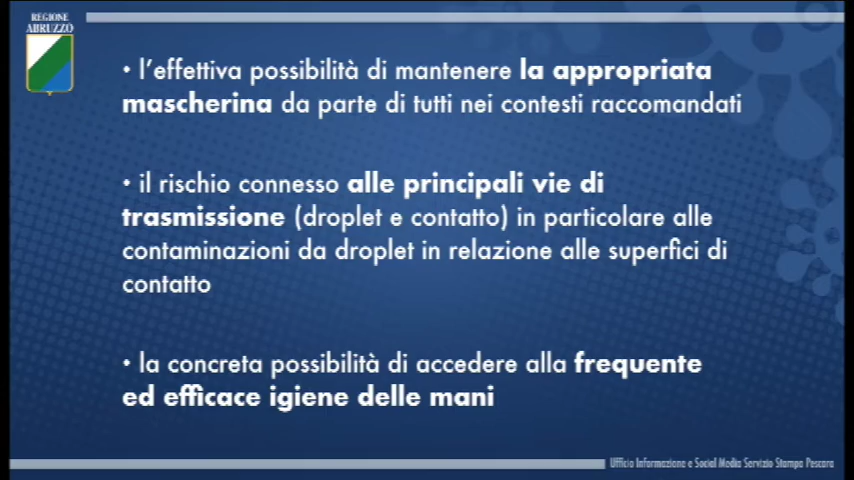 REGIONE
ABRUZZO
• l'effettiva possibilità di mantenere la appropriata
mascherina da parte di tutti nei contesti raccomandati
• il rischio connesso alle principali vie di
trasmissione (droplet e contatto) in particolare alle
contaminazioni da droplet in relazione alle superfici di
contatto
• la concreta possibilità di accedere alla frequente
ed efficace igiene delle mani
Ufficio Informazione e Social Media Servizio Stampa Pescara